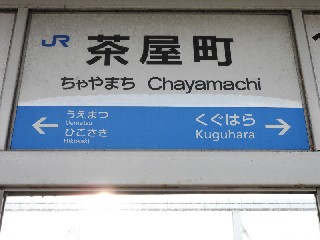 JR 茶屋町
ちゃやまち Chayamachi
← うえまつ
Uematsu
ひこさき
Hikosaki
くぐはら →
Kuguhara